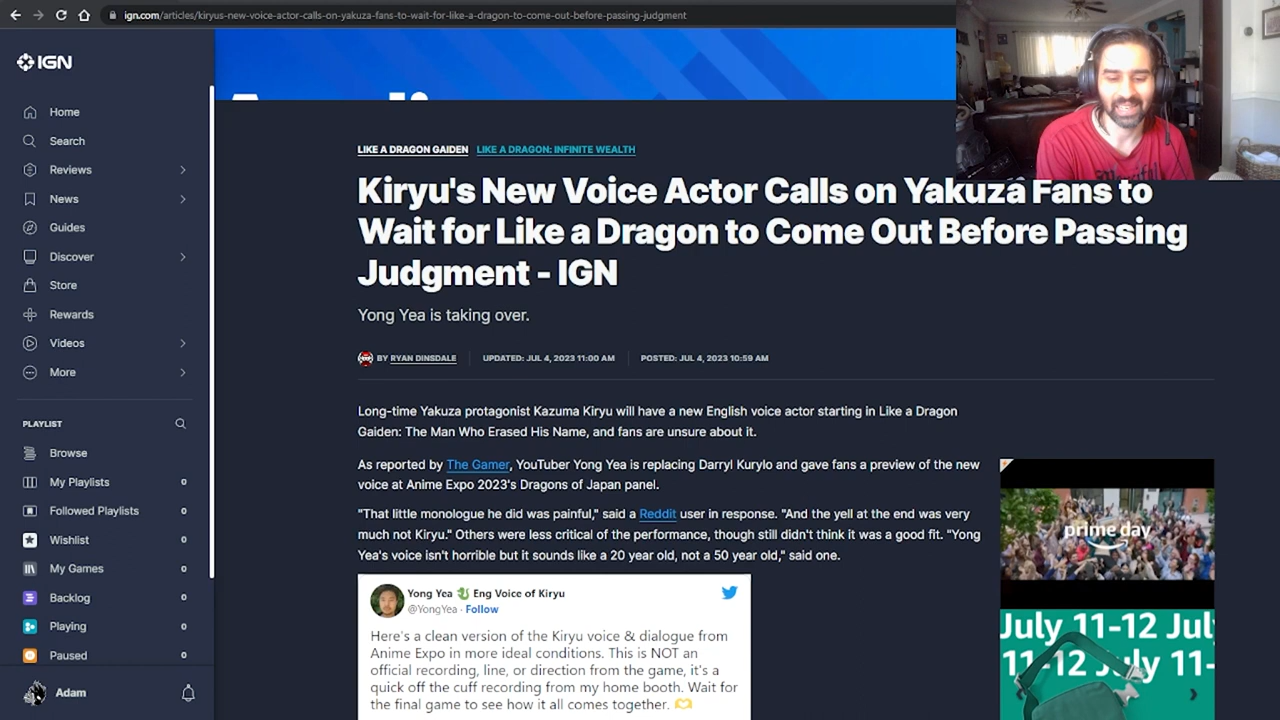 ign.com/articles/kiryus-new-voice-actor-calls-on-yakuza-fans-to-wait-for-like-a-dragon-to-come-out-before-passing-judgment
IGN
Home
Search
Reviews
News
Guides
Discover
Store
Rewards
Videos
More
PLAYLIST
Browse
My Playlists 0
Followed Playlists 0
Wishlist 0
My Games 0
Backlog 0
Playing 0
Paused 0
Adam
LIKE A DRAGON GAIDEN LIKE A DRAGON: INFINITE WEALTH
Kiryu's New Voice Actor Calls on Yakuza Fans to
Wait for Like a Dragon to Come Out Before Passing
Judgment - IGN
Yong Yea is taking over.
BY RYAN DINSDALE UPDATED: JUL 4, 2023 11:00 AM POSTED: JUL 4, 2023 10:59 AM
Long-time Yakuza protagonist Kazuma Kiryu will have a new English voice actor starting in Like a Dragon
Gaiden: The Man Who Erased His Name, and fans are unsure about it.
As reported by The Gamer, YouTuber Yong Yea is replacing Darryl Kurylo and gave fans a preview of the new
voice at Anime Expo 2023's Dragons of Japan panel.
"That little monologue he did was painful," said a Reddit user in response. "And the yell at the end was very
much not Kiryu." Others were less critical of the performance, though still didn't think it was a good fit. "Yong
Yea's voice isn't horrible but it sounds like a 20 year old, not a 50 year old," said one.
Yong Yea 🐉 Eng Voice of Kiryu
@YongYea · Follow
Here's a clean version of the Kiryu voice & dialogue from
Anime Expo in more ideal conditions. This is NOT an
official recording, line, or direction from the game, it's a
quick off the cuff recording from my home booth. Wait for
the final game to see how it all comes together. 🫶
prime day
July 11-12 Jul
11-12 July 11-